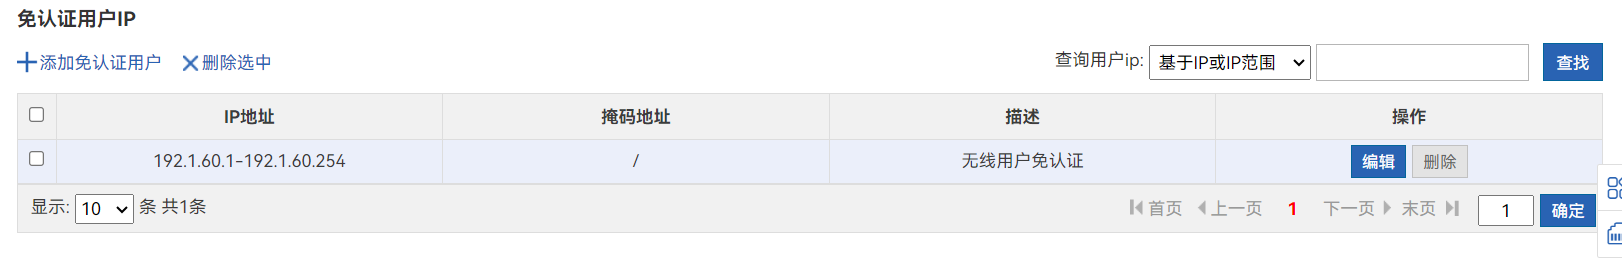 免认证用户IP
添加免认证用户 删除选中 查询用户ip: 基于IP或IP范围 查找
IP地址 掩码地址 描述 操作
192.1.60.1-192.1.60.254 / 无线用户免认证 编辑 删除
显示: 10 条 共1条 首页 上一页 1 下一页 末页 1 确定